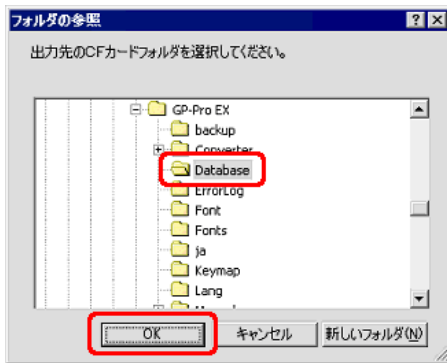 フォルダの参照
出力先のCFカードフォルダを選択してください。
GP-Pro EX
backup
Converter
Database
ErrorLog
Font
Fonts
ja
Keymap
Lang
OK
キャンセル
新しいフォルダ(N)